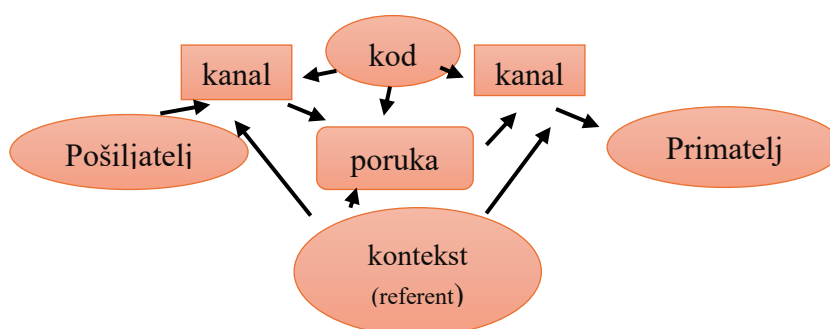 kod
kanal
kanal
Pošiljatelj
poruka
Primatelj
kontekst
(referent)